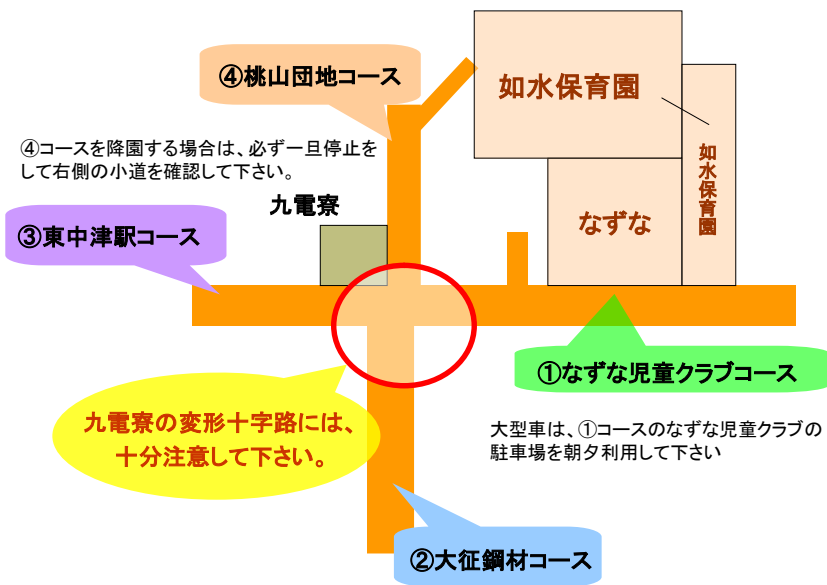 ④桃山団地コース
如水保育園
如水保育園
④コースを降園する場合は、必ず一旦停止を
して右側の小道を確認して下さい。
九電寮
なずな
③東中津駅コース
①なずな児童クラブコース
九電寮の変形十字路には、
十分注意して下さい。
大型車は、①コースのなずな児童クラブの
駐車場を朝夕利用して下さい
②大征鋼材コース